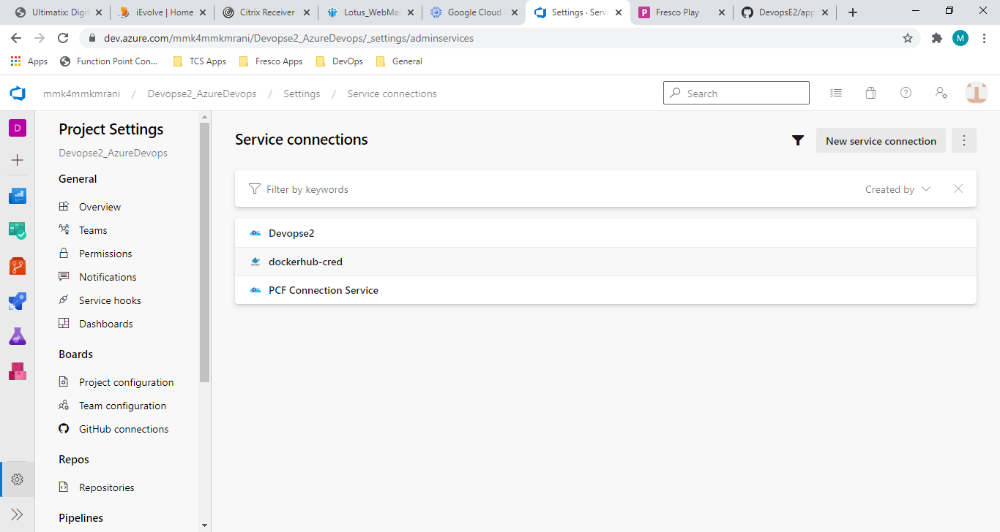 Ultimatix: Digit
iEvolve | Home
Citrix Receiver
Lotus_WebMai
Google Cloud
Settings · Servi
P
Fresco Play
DevopsE2/app
dev.azure.com/mmk4mmkmrani/Devopse2_AzureDevops/_settings/adminservices
M
Apps
Function Point Con...
TCS Apps
Fresco Apps
DevOps
General
mmk4mmkmrani / Devopse2_AzureDevops / Settings / Service connections
Search
D
Project Settings
Devopse2_AzureDevops
General
Overview
Teams
Permissions
Notifications
Service hooks
Dashboards
Boards
Project configuration
Team configuration
GitHub connections
Repos
Repositories
Pipelines
Service connections
New service connection
Filter by keywords
Created by
Devopse2
dockerhub-cred
PCF Connection Service